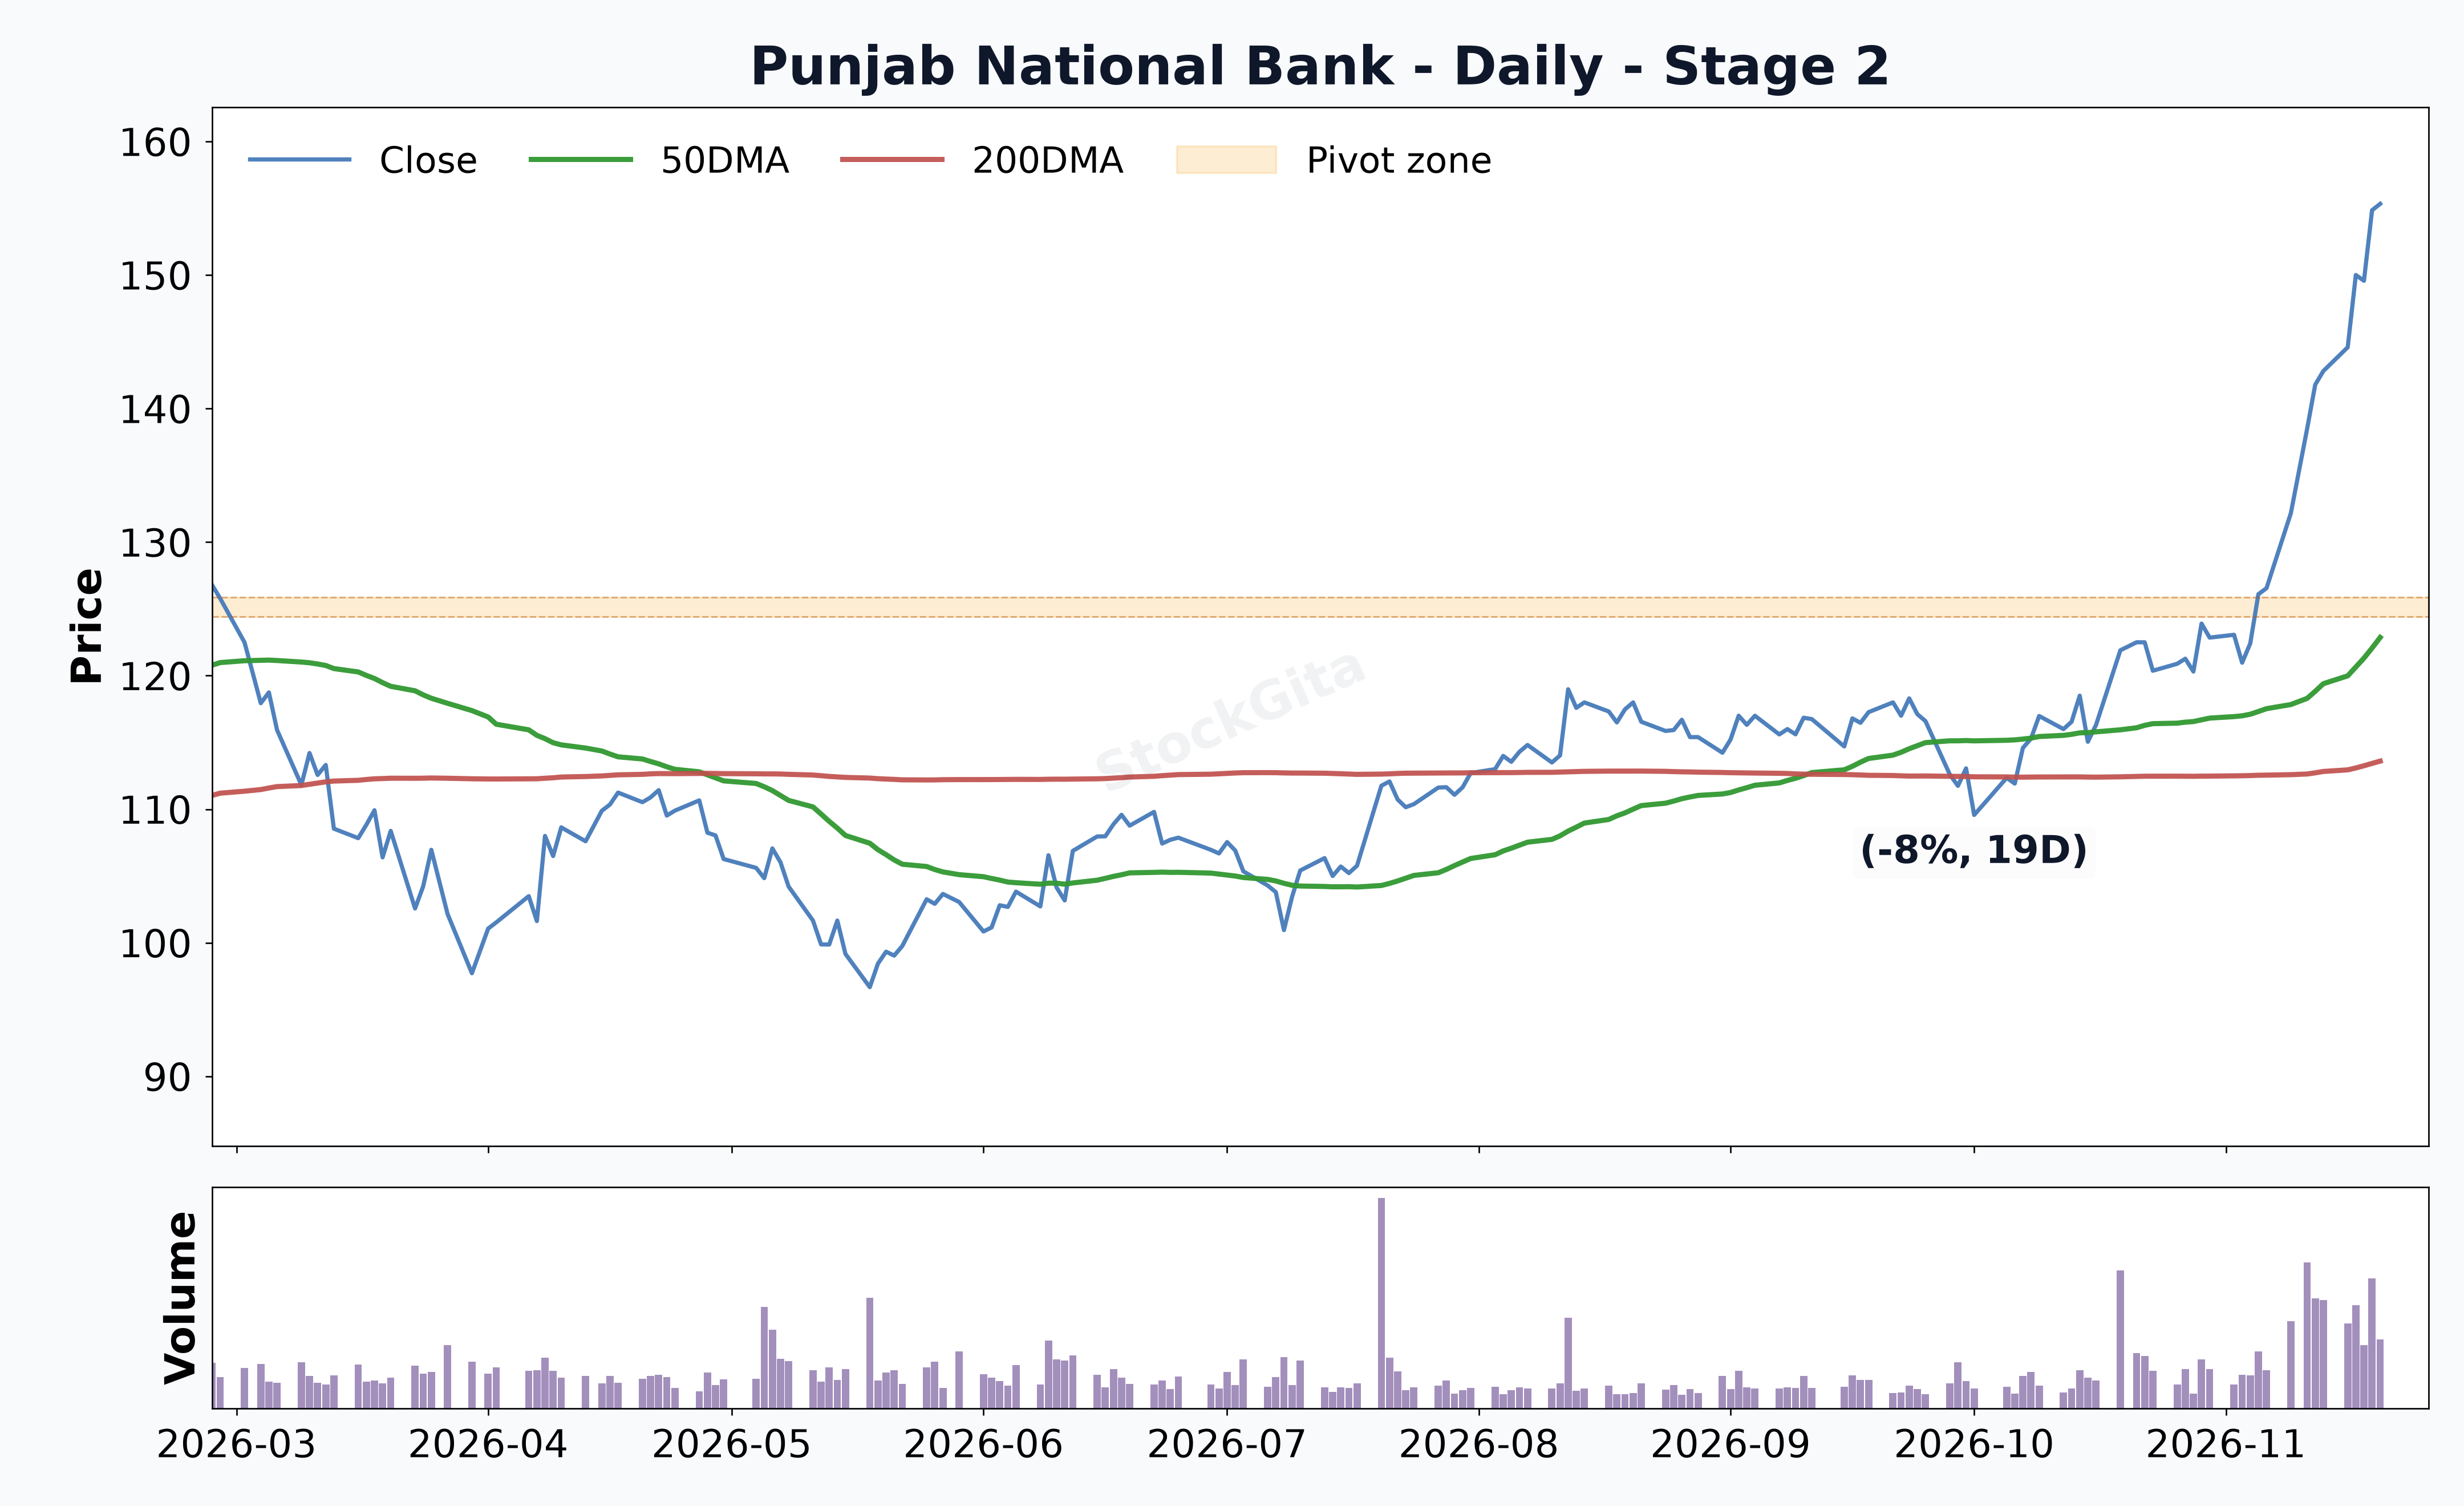 Punjab National Bank - Daily - Stage 2
Close 50DMA 200DMA Pivot zone
160
150
140
130
120
110
100
90
Price
StockGita
(-8%, 19D)
Volume
2026-03 2026-04 2026-05 2026-06 2026-07 2026-08 2026-09 2026-10 2026-11